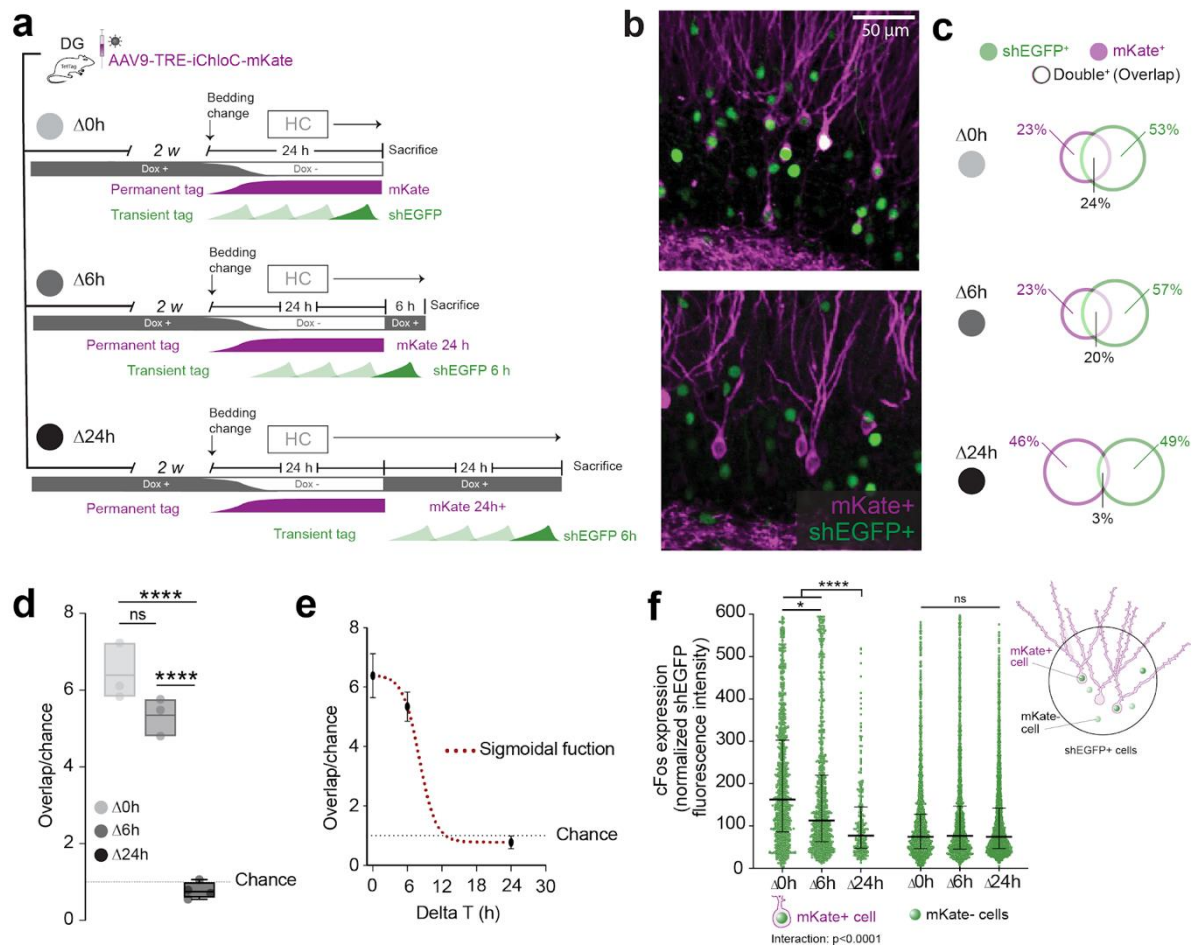 a
DG
AAV9-TRE-iChloC-mKate
Δ0h
Bedding
change
HC
2 w
24 h
Sacrifice
Dox +
Dox -
Permanent tag
mKate
Transient tag
shEGFP
Δ6h
Bedding
change
HC
2 w
24 h
6 h
Sacrifice
Dox +
Dox -
Dox +
Permanent tag
mKate 24 h
Transient tag
shEGFP 6 h
Δ24h
Bedding
change
HC
2 w
24 h
24 h
Sacrifice
Dox +
Dox -
Dox +
Permanent tag
mKate 24h+
Transient tag
shEGFP 6h
b
50 µm
mKate+
shEGFP+
c
shEGFP⁺
mKate⁺
Double⁺ (Overlap)
Δ0h
23%
53%
24%
Δ6h
23%
57%
20%
Δ24h
46%
49%
3%
d
Overlap/chance
8
6
4
2
0
****
ns
****
Δ0h
Δ6h
Δ24h
Chance
e
Overlap/chance
8
6
4
2
0
Sigmoidal fuction
Chance
0
6
12
18
24
30
Delta T (h)
f
cFos expression
(normalized shEGFP
fluorescence intensity)
600
500
400
300
200
100
0
****
*
ns
Δ0h
Δ6h
Δ24h
Δ0h
Δ6h
Δ24h
mKate+ cell
mKate- cells
Interaction: p<0.0001
mKate+
cell
mKate-
cell
shEGFP+ cells